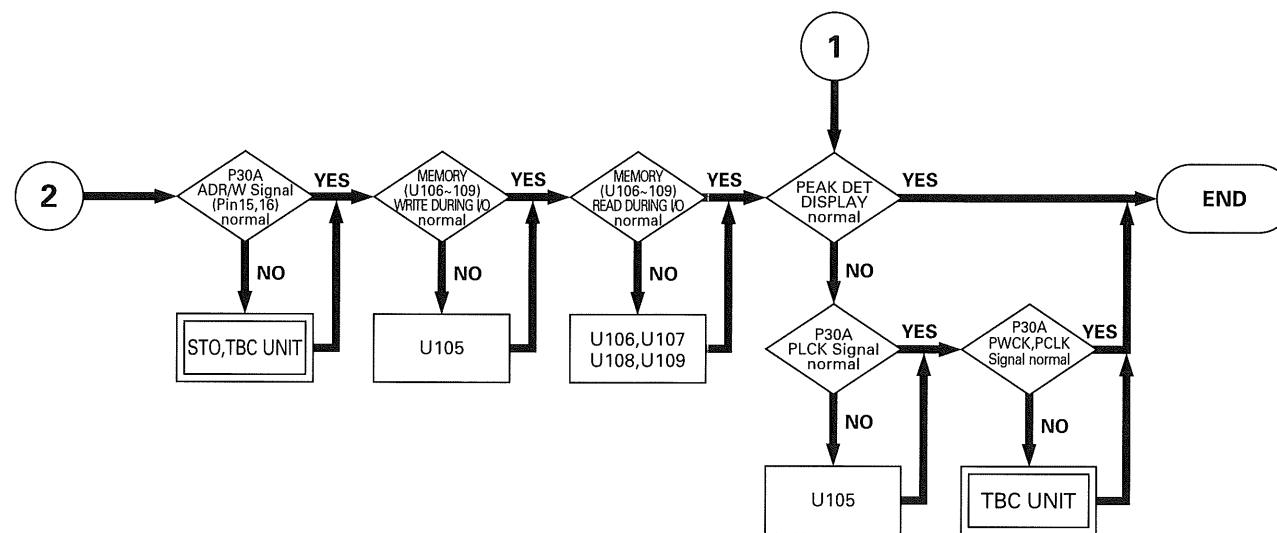 1
2
P30A
ADR/W Signal
(Pin15,16)
normal
YES
NO
STO,TBC UNIT
MEMORY
(U106~109)
WRITE DURING I/O
normal
YES
NO
U105
MEMORY
(U106~109)
READ DURING I/O
normal
YES
NO
U106,U107
U108,U109
PEAK DET
DISPLAY
normal
YES
NO
END
P30A
PLCK Signal
normal
YES
NO
U105
P30A
PWCK,PCLK
Signal normal
YES
NO
TBC UNIT